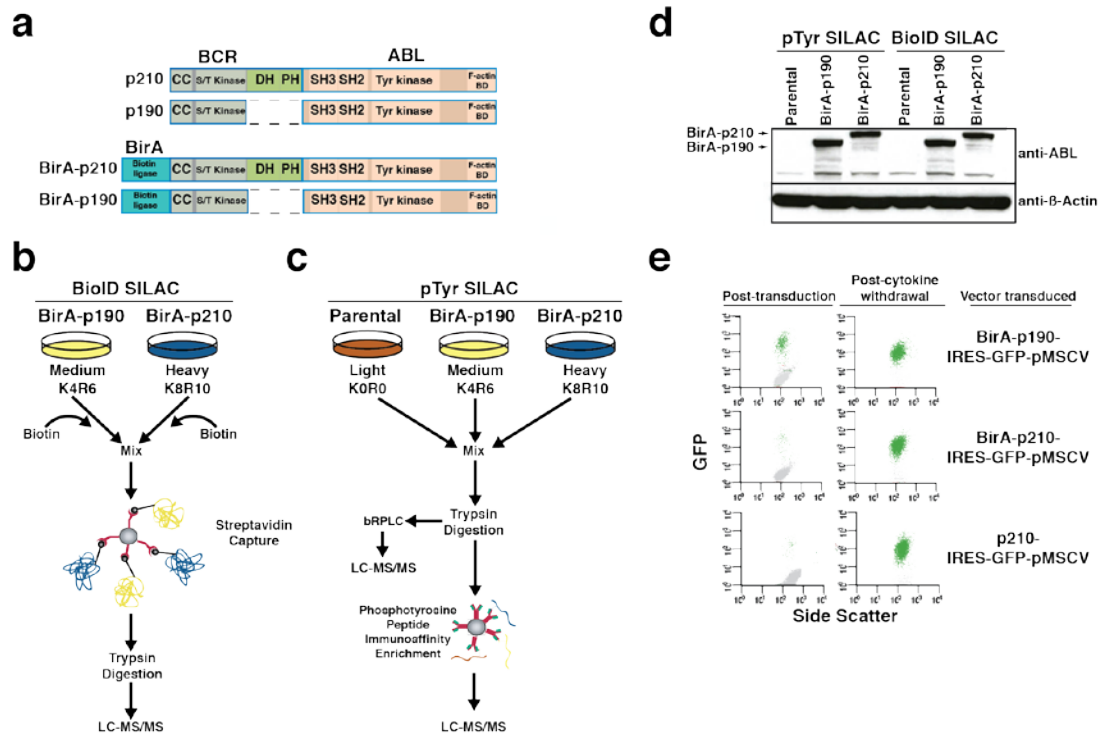 a
BCR
ABL
p210
CC
S/T Kinase
DH PH
SH3 SH2
Tyr kinase
F-actin
BD
p190
CC
S/T Kinase
SH3 SH2
Tyr kinase
F-actin
BD
BirA
BirA-p210
Biotin
ligase
CC
S/T Kinase
DH PH
SH3 SH2
Tyr kinase
F-actin
BD
BirA-p190
Biotin
ligase
CC
S/T Kinase
SH3 SH2
Tyr kinase
F-actin
BD
b
BioID SILAC
BirA-p190
BirA-p210
Medium
K4R6
Heavy
K8R10
Biotin
Biotin
Mix
Streptavidin
Capture
Trypsin
Digestion
LC-MS/MS
c
pTyr SILAC
Parental
BirA-p190
BirA-p210
Light
K0R0
Medium
K4R6
Heavy
K8R10
Mix
Trypsin
Digestion
bRPLC
LC-MS/MS
Phosphotyrosine
Peptide
Immunoaffinity
Enrichment
LC-MS/MS
d
pTyr SILAC
BioID SILAC
Parental
BirA-p190
BirA-p210
Parental
BirA-p190
BirA-p210
BirA-p210
BirA-p190
anti-ABL
anti-ß-Actin
e
Post-transduction
Post-cytokine
withdrawal
Vector transduced
BirA-p190-
IRES-GFP-pMSCV
BirA-p210-
IRES-GFP-pMSCV
p210-
IRES-GFP-pMSCV
GFP
Side Scatter